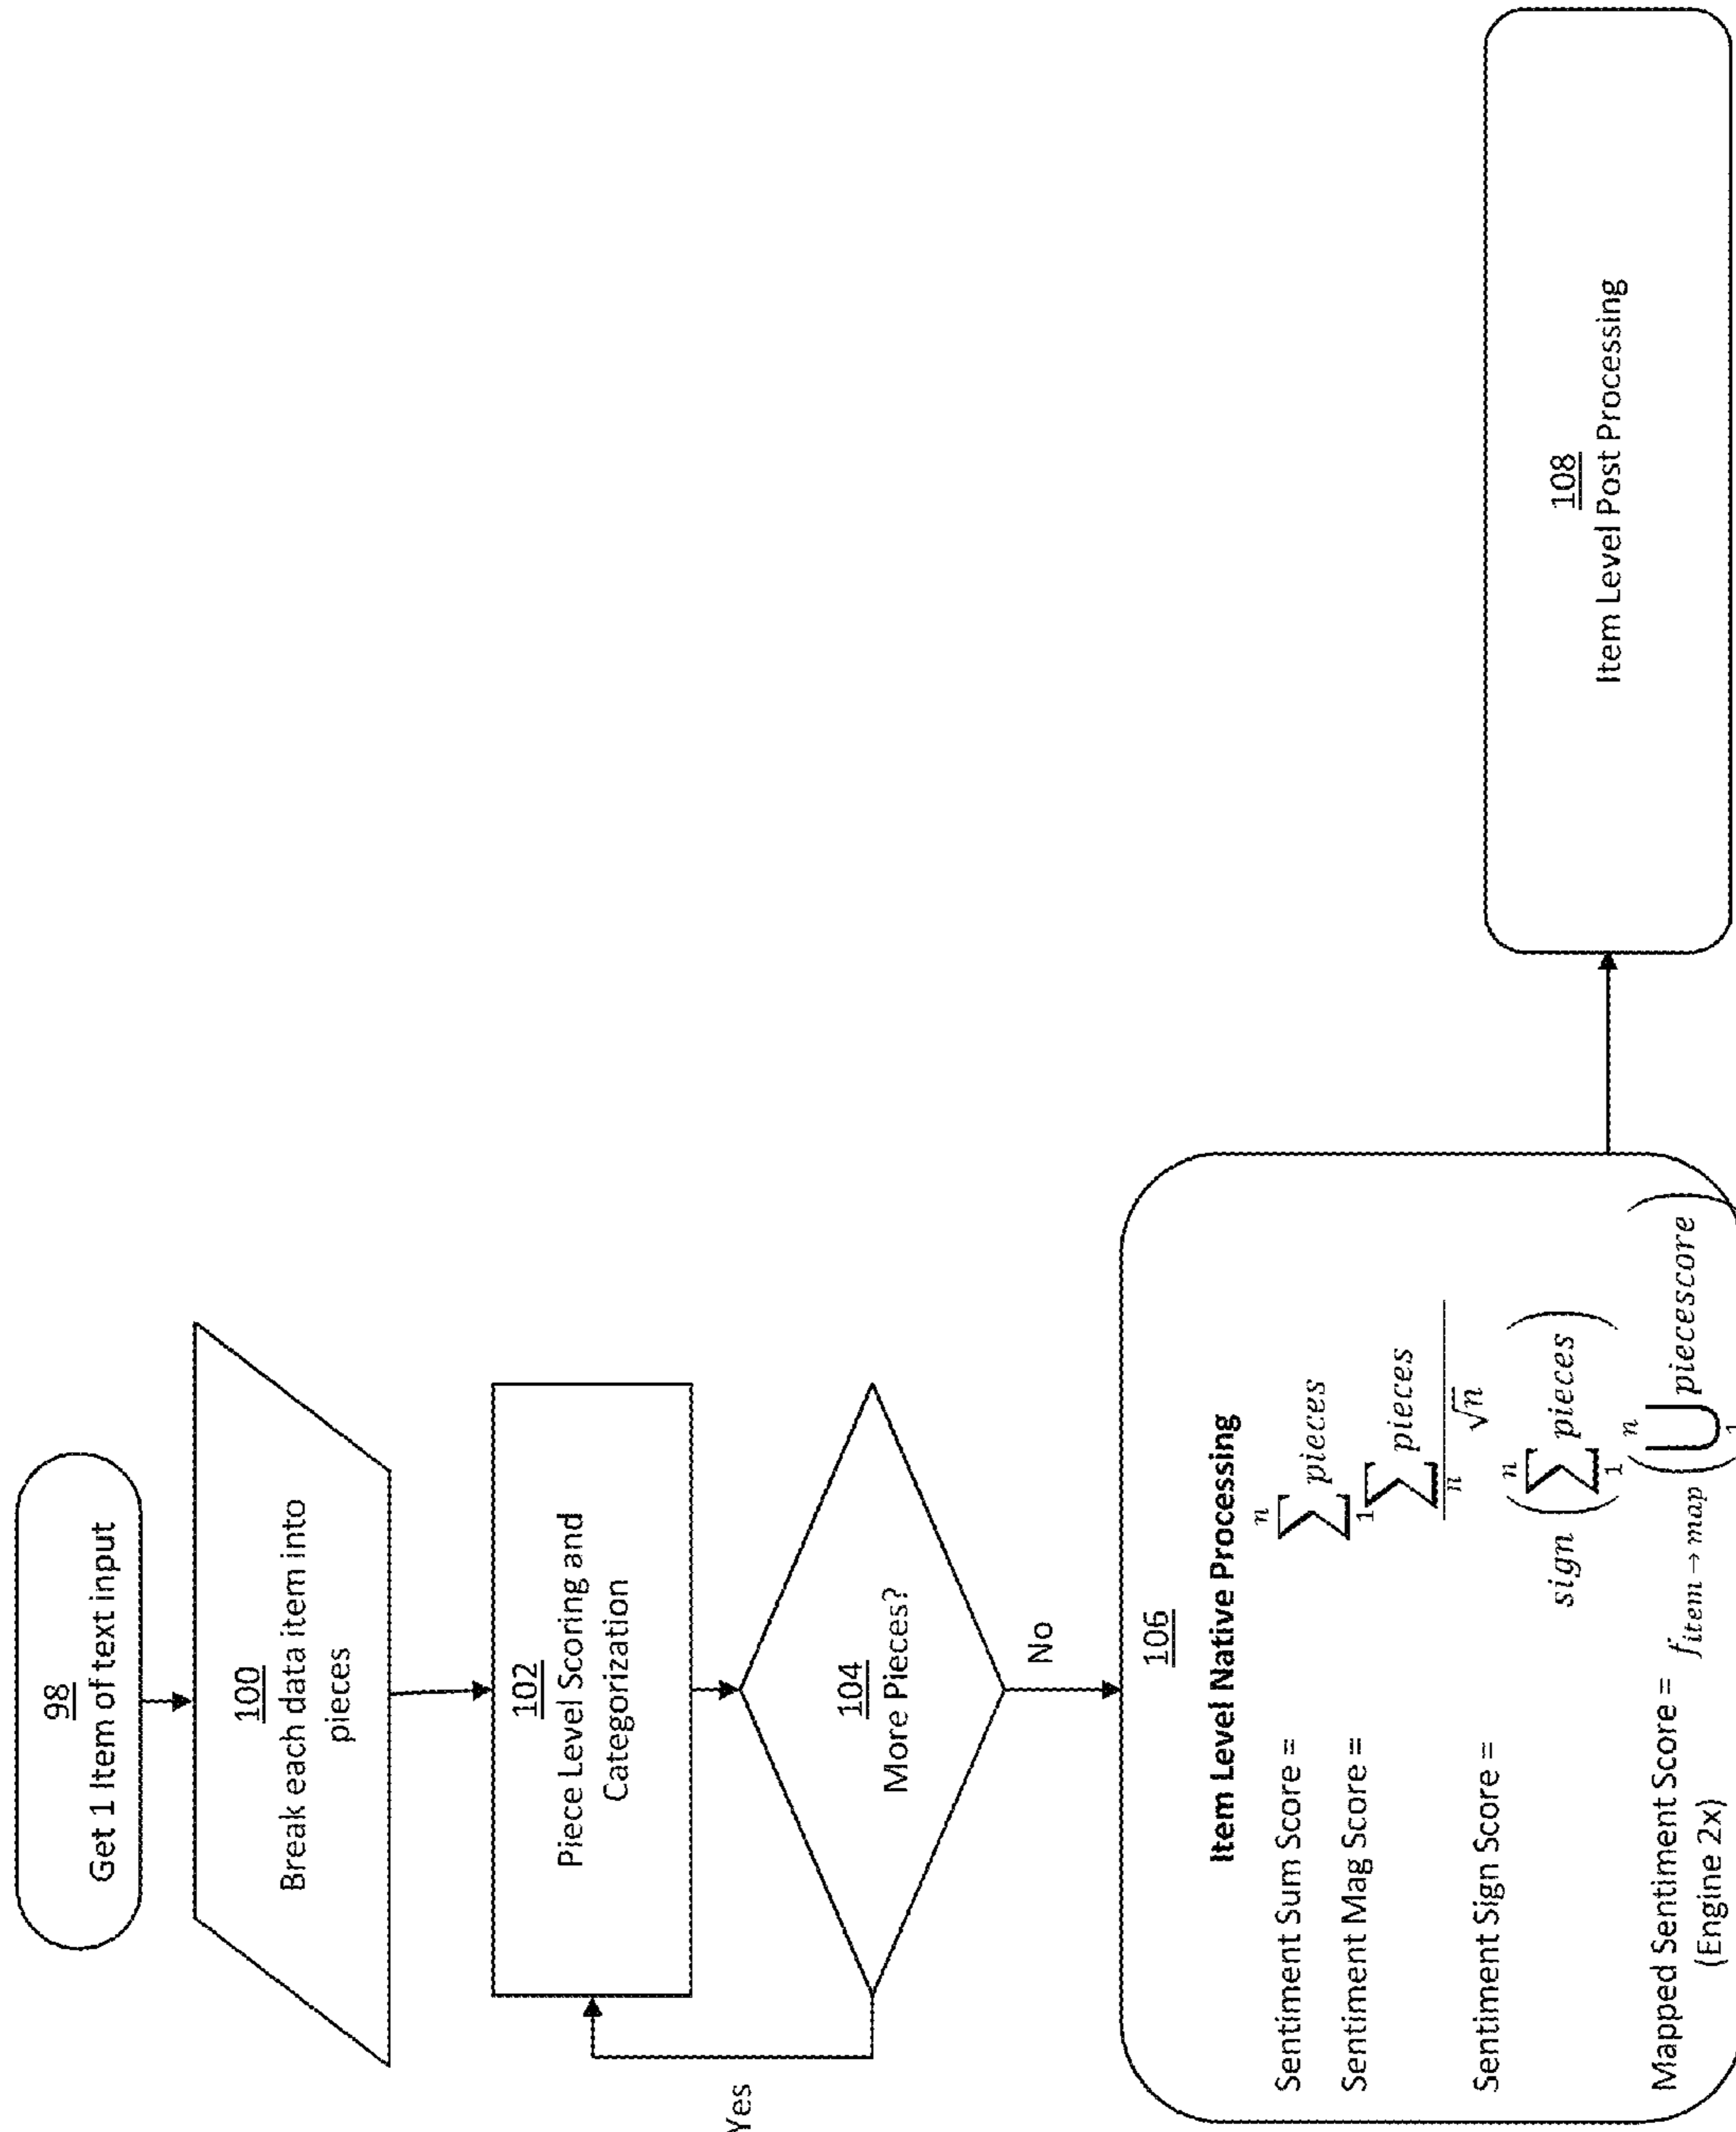 98
Get 1 Item of text input
100
Break each data item into
pieces
102
Piece Level Scoring and
Categorization
104
More Pieces?
Yes
No
106
Item Level Native Processing
Sentiment Sum Score = n ∑ pieces 1
Sentiment Mag Score = ∑ pieces n √n
Sentiment Sign Score = sign ( n ∑ pieces 1 )
Mapped Sentiment Score = f item → map ( n ⋃ piecescore 1 )
(Engine 2x)
108
Item Level Post Processing